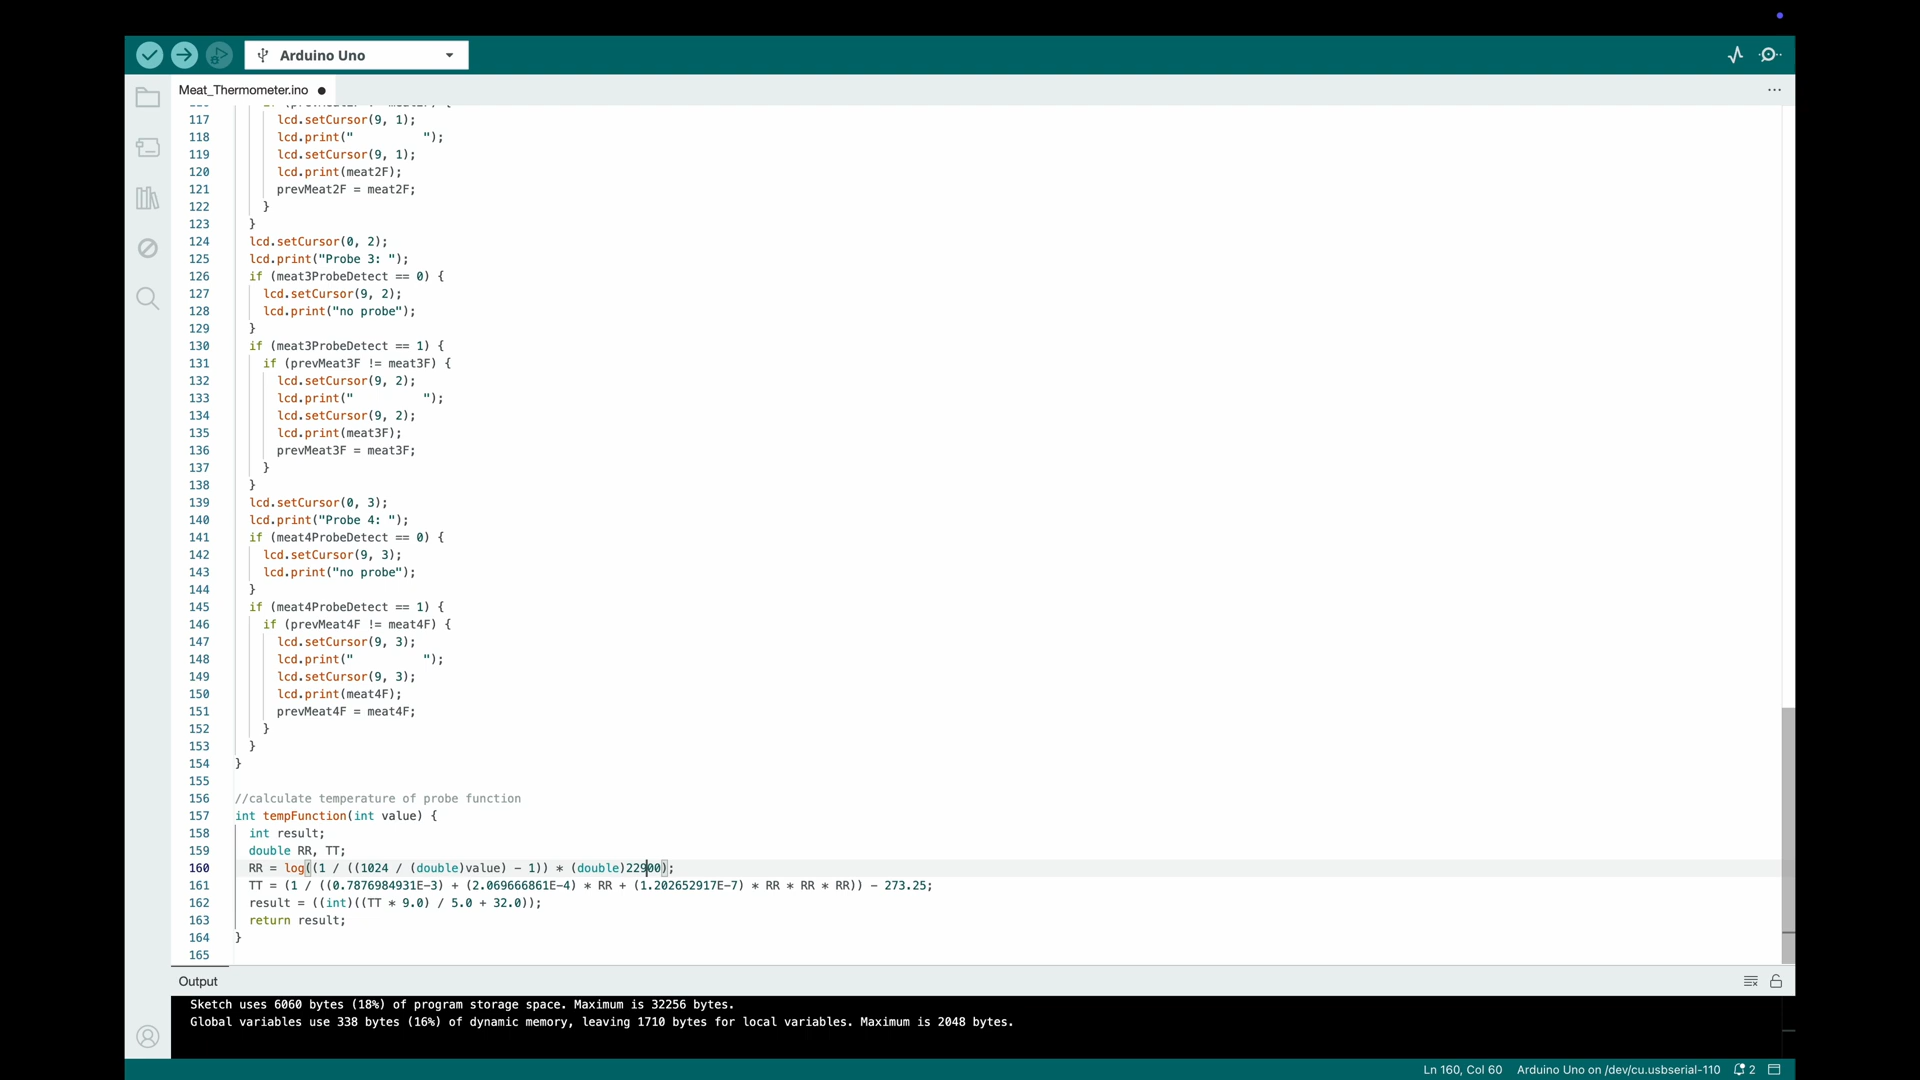 Arduino Uno
Meat_Thermometer.ino
117 lcd.setCursor(9, 1);
118 lcd.print("          ");
119 lcd.setCursor(9, 1);
120 lcd.print(meat2F);
121 prevMeat2F = meat2F;
122 }
123 }
124 lcd.setCursor(0, 2);
125 lcd.print("Probe 3: ");
126 if (meat3ProbeDetect == 0) {
127 lcd.setCursor(9, 2);
128 lcd.print("no probe");
129 }
130 if (meat3ProbeDetect == 1) {
131 if (prevMeat3F != meat3F) {
132 lcd.setCursor(9, 2);
133 lcd.print("          ");
134 lcd.setCursor(9, 2);
135 lcd.print(meat3F);
136 prevMeat3F = meat3F;
137 }
138 }
139 lcd.setCursor(0, 3);
140 lcd.print("Probe 4: ");
141 if (meat4ProbeDetect == 0) {
142 lcd.setCursor(9, 3);
143 lcd.print("no probe");
144 }
145 if (meat4ProbeDetect == 1) {
146 if (prevMeat4F != meat4F) {
147 lcd.setCursor(9, 3);
148 lcd.print("          ");
149 lcd.setCursor(9, 3);
150 lcd.print(meat4F);
151 prevMeat4F = meat4F;
152 }
153 }
154 }
155
156 //calculate temperature of probe function
157 int tempFunction(int value) {
158 int result;
159 double RR, TT;
160 RR = log((1 / ((1024 / (double)value) - 1)) * (double)22900);
161 TT = (1 / ((0.7876984931E-3) + (2.069666861E-4) * RR + (1.202652917E-7) * RR * RR * RR)) - 273.25;
162 result = ((int)((TT * 9.0) / 5.0 + 32.0));
163 return result;
164 }
165
Output
Sketch uses 6060 bytes (18%) of program storage space. Maximum is 32256 bytes.
Global variables use 338 bytes (16%) of dynamic memory, leaving 1710 bytes for local variables. Maximum is 2048 bytes.
Ln 160, Col 60 Arduino Uno on /dev/cu.usbserial-110 2